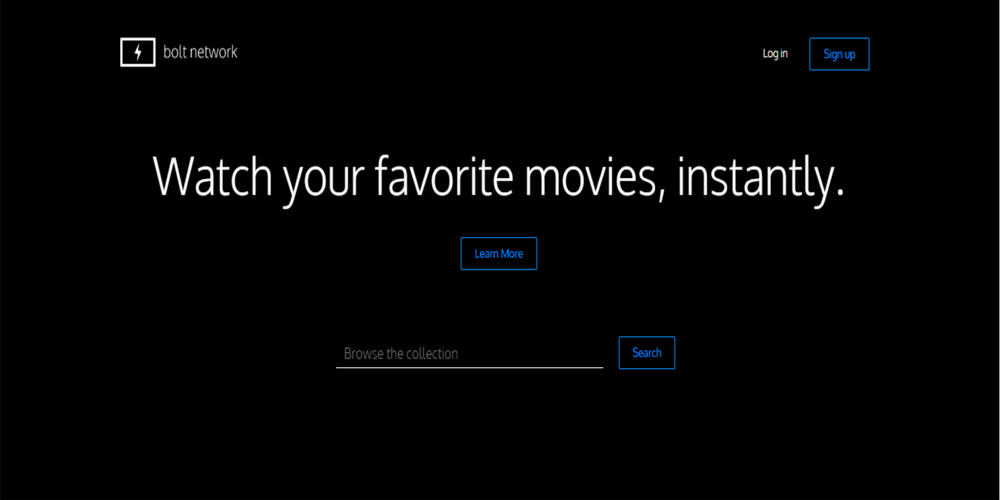 bolt network
Log in
Sign up
Watch your favorite movies, instantly.
Learn More
Browse the collection
Search